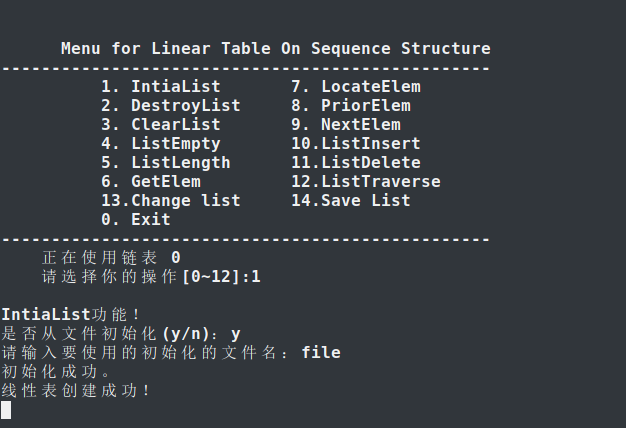 Menu for Linear Table On Sequence Structure
-------------------------------------------------
1. IntiaList 7. LocateElem
2. DestroyList 8. PriorElem
3. ClearList 9. NextElem
4. ListEmpty 10.ListInsert
5. ListLength 11.ListDelete
6. GetElem 12.ListTraverse
13.Change list 14.Save List
0. Exit
-------------------------------------------------
正在使用链表 0
请选择你的操作[0~12]:1
IntiaList功能！
是否从文件初始化(y/n)：y
请输入要使用的初始化的文件名：file
初始化成功。
线性表创建成功！